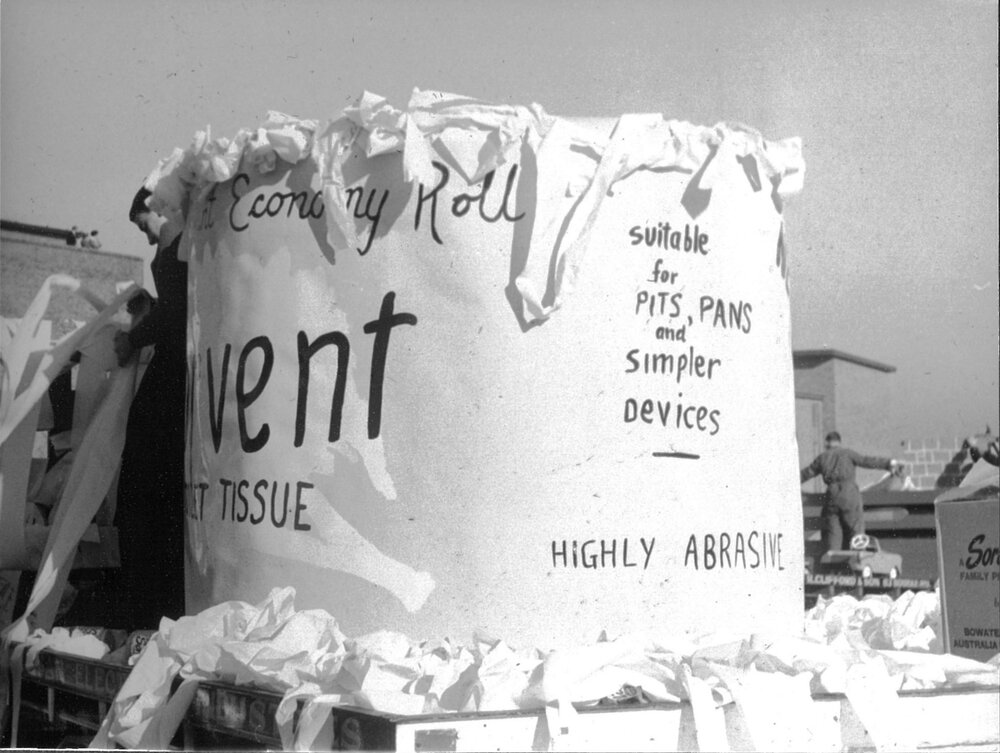 Economy Roll
vent
TISSUE
suitable
for
PITS, PANS
and
simpler
Devices
HIGHLY ABRASIVE
A
FAMILY
BOWATE
AUSTRALIA